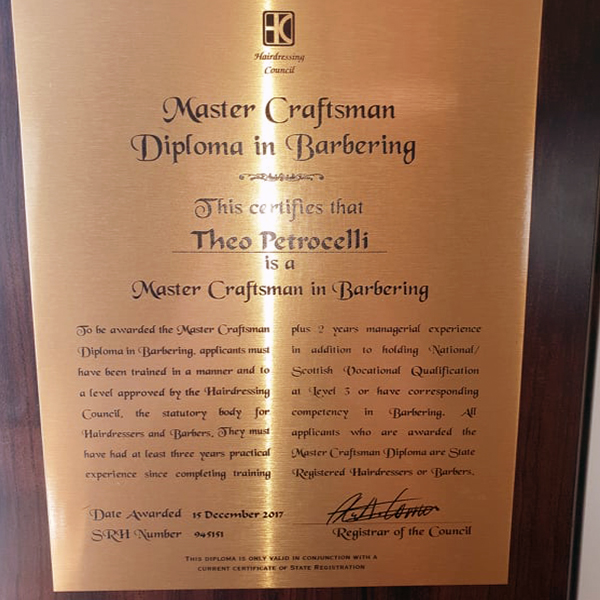 HC
Hairdressing
Council
Master Craftsman
Diploma in Barbering
This certifies that
Theo Petrocelli
is a
Master Craftsman in Barbering
To be awarded the Master Craftsman
Diploma in Barbering, applicants must
have been trained in a manner and to
a level approved by the Hairdressing
Council, the statutory body for
Hairdressers and Barbers. They must
have had at least three years practical
experience since completing training
plus 2 years managerial experience
in addition to holding National/
Scottish Vocational Qualification
at Level 3 or have corresponding
competency in Barbering. All
applicants who are awarded the
Master Craftsman Diploma are State
Registered Hairdressers or Barbers.
Date Awarded 15 December 2017
SRH Number 945151
Registrar of the Council
THIS DIPLOMA IS ONLY VALID IN CONJUNCTION WITH A
CURRENT CERTIFICATE OF STATE REGISTRATION